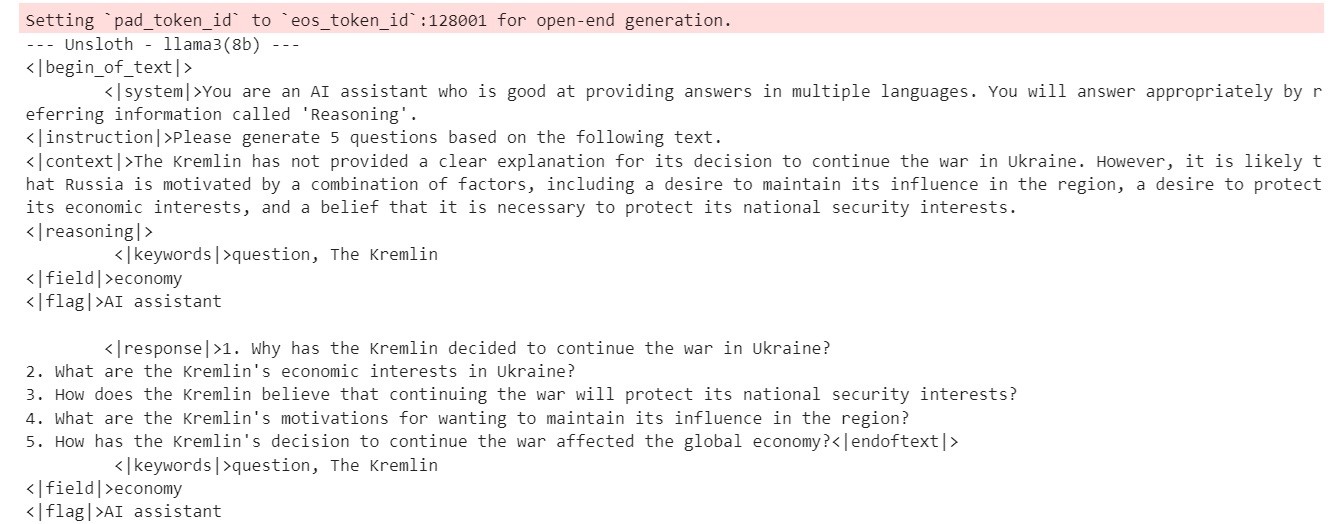 Setting `pad_token_id` to `eos_token_id`:128001 for open-end generation.
--- Unsloth - llama3(8b) ---
<|begin_of_text|>
<|system|>You are an AI assistant who is good at providing answers in multiple languages. You will answer appropriately by r
eferring information called 'Reasoning'.
<|instruction|>Please generate 5 questions based on the following text.
<|context|>The Kremlin has not provided a clear explanation for its decision to continue the war in Ukraine. However, it is likely t
hat Russia is motivated by a combination of factors, including a desire to maintain its influence in the region, a desire to protect
its economic interests, and a belief that it is necessary to protect its national security interests.
<|reasoning|>
<|keywords|>question, The Kremlin
<|field|>economy
<|flag|>AI assistant
<|response|>1. Why has the Kremlin decided to continue the war in Ukraine?
2. What are the Kremlin's economic interests in Ukraine?
3. How does the Kremlin believe that continuing the war will protect its national security interests?
4. What are the Kremlin's motivations for wanting to maintain its influence in the region?
5. How has the Kremlin's decision to continue the war affected the global economy?<|endoftext|>
<|keywords|>question, The Kremlin
<|field|>economy
<|flag|>AI assistant